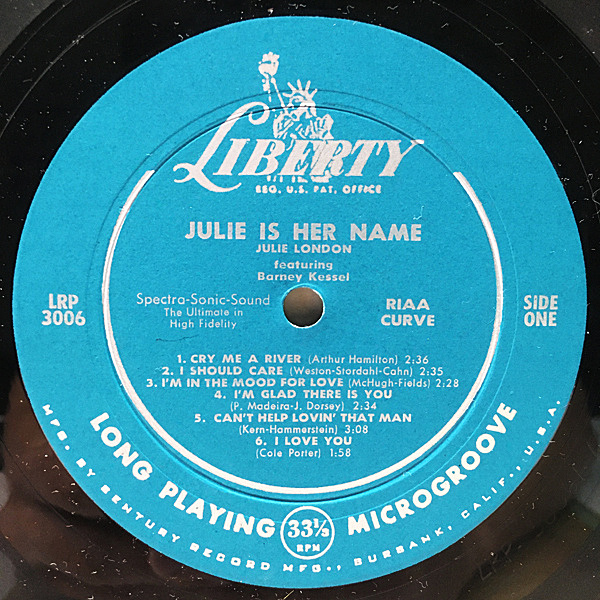 LIBERTY
REG. U.S. PAT. OFFICE
JULIE IS HER NAME
JULIE LONDON
featuring
Barney Kessel
LRP
3006
Spectra-Sonic-Sound
The Ultimate in
High Fidelity
RIAA
CURVE
SIDE
ONE
1. CRY ME A RIVER (Arthur Hamilton) 2:36
2. I SHOULD CARE (Weston-Stordahl-Cahn) 2:35
3. I'M IN THE MOOD FOR LOVE (McHugh-Fields) 2:28
4. I'M GLAD THERE IS YOU
(P. Madeira-J. Dorsey) 2:34
5. CAN'T HELP LOVIN' THAT MAN
(Kern-Hammerstein) 3:08
6. I LOVE YOU
(Cole Porter) 1:58
LONG PLAYING 33⅓ RPM MICROGROOVE
MFG. BY CENTURY RECORD MFG., BURBANK, CALIF., U.S.A.